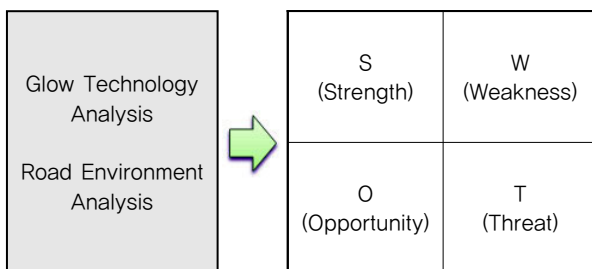 Glow Technology
Analysis
Road Environment
Analysis
S
(Strength)
W
(Weakness)
O
(Opportunity)
T
(Threat)